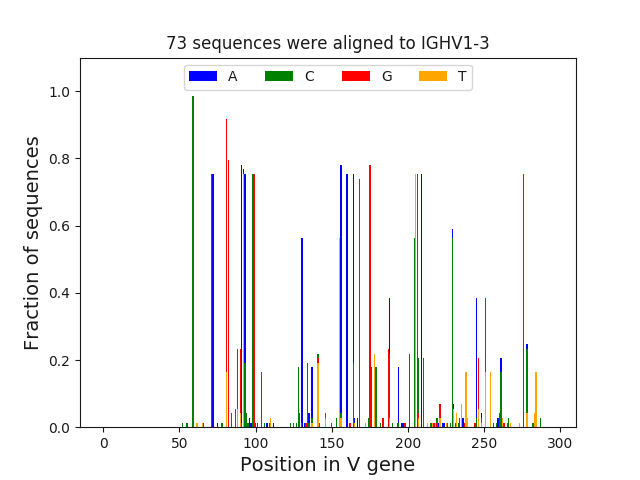 73 sequences were aligned to IGHV1-3
A C G T
1.0
0.8
0.6
0.4
0.2
0.0
Fraction of sequences
0 50 100 150 200 250 300
Position in V gene